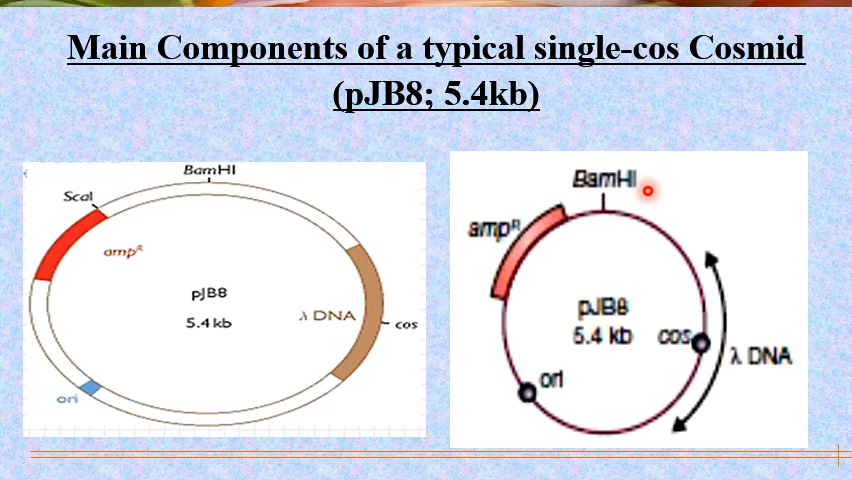 Main Components of a typical single-cos Cosmid
(pJB8; 5.4kb)
BamHI
ScaI
ampR
pJB8
5.4 kb
λ DNA
cos
ori
BamHI
ampR
pJB8
5.4 kb
cos
λ DNA
ori